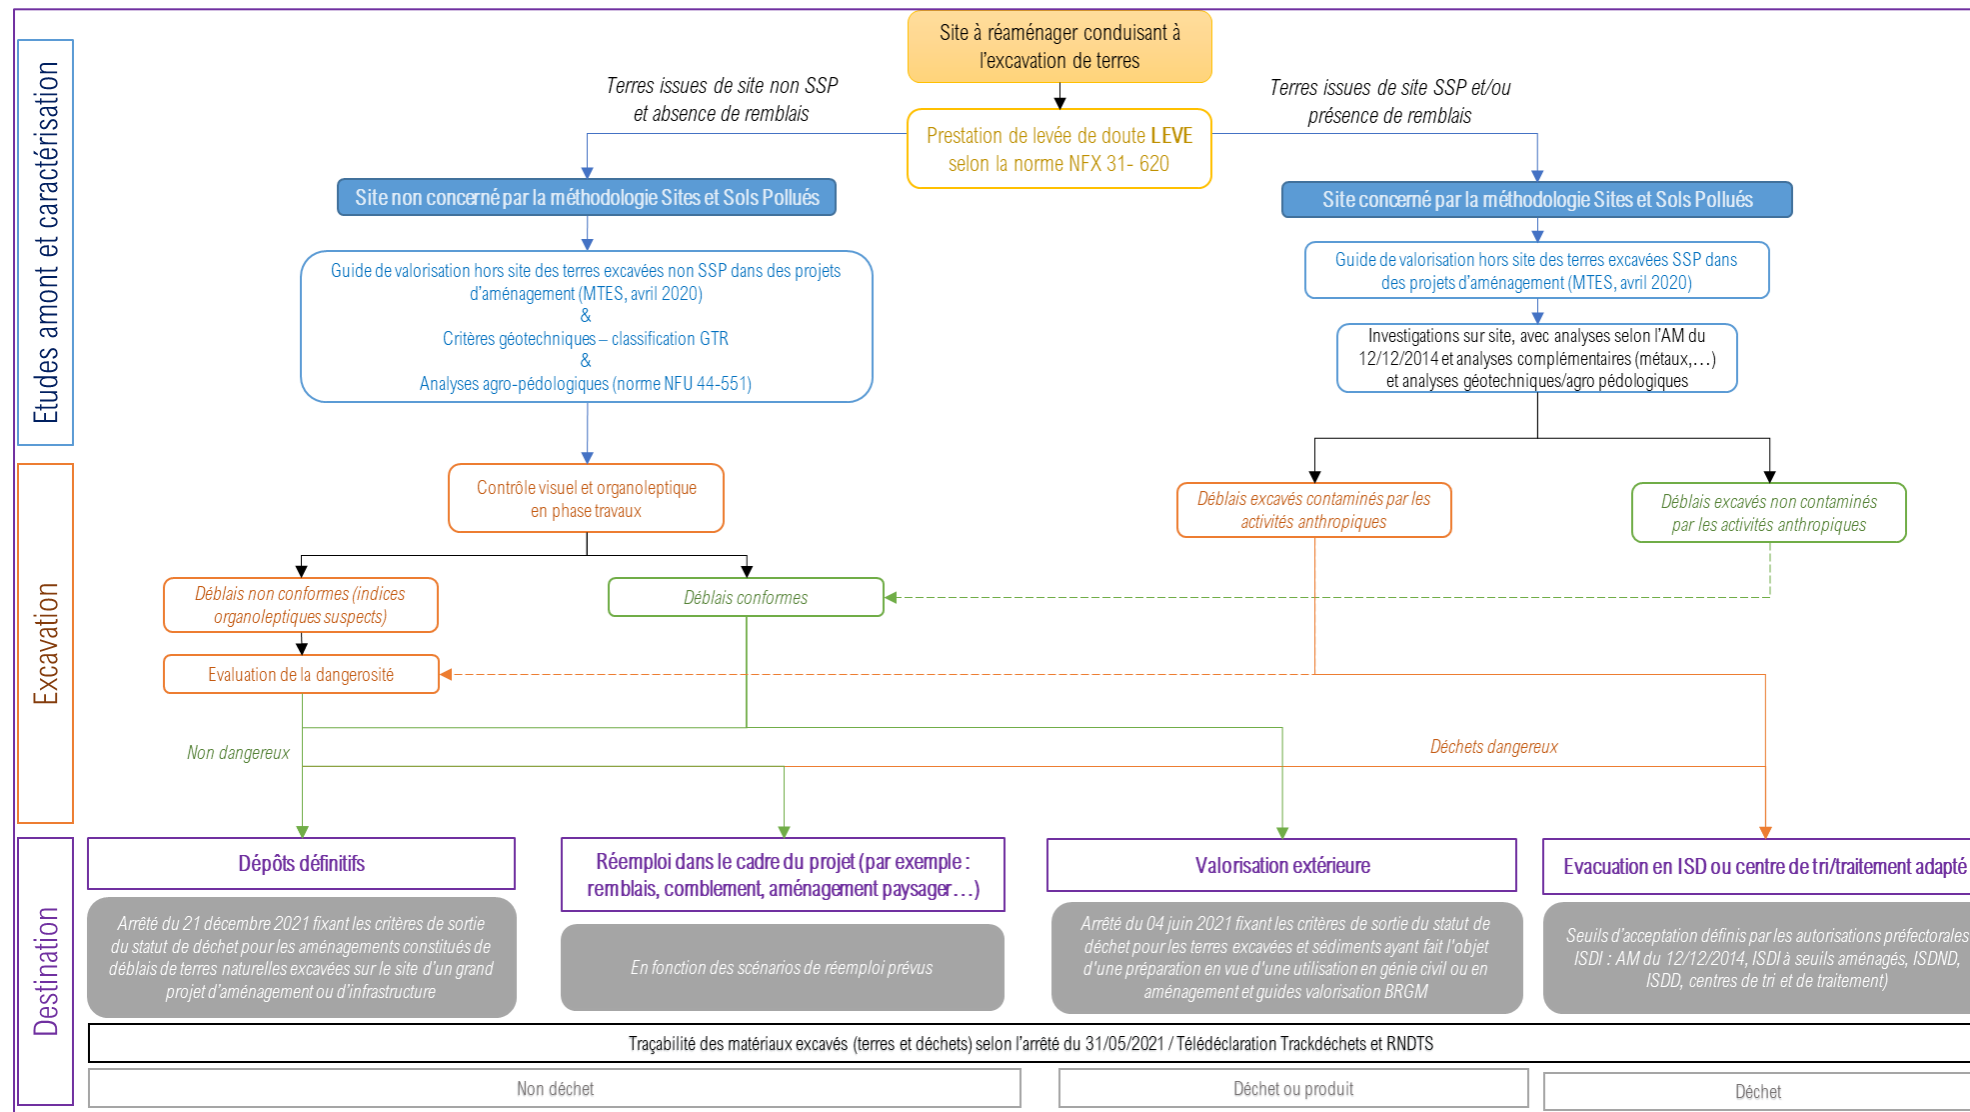 Etudes amont et caractérisation
Site à réaménager conduisant à
l'excavation de terres
Terres issues de site non SSP
et absence de remblais
Terres issues de site SSP et/ou
présence de remblais
Prestation de levée de doute LEVE
selon la norme NFX 31- 620
Site non concerné par la méthodologie Sites et Sols Pollués
Site concerné par la méthodologie Sites et Sols Pollués
Guide de valorisation hors site des terres excavées non SSP dans des projets
d'aménagement (MTES, avril 2020)
&
Critères géotechniques – classification GTR
&
Analyses agro-pédologiques (norme NFU 44-551)
Guide de valorisation hors site des terres excavées SSP dans
des projets d'aménagement (MTES, avril 2020)
Investigations sur site, avec analyses selon l'AM du
12/12/2014 et analyses complémentaires (métaux,…)
et analyses géotechniques/agro pédologiques
Excavation
Contrôle visuel et organoleptique
en phase travaux
Déblais excavés contaminés par les
activités anthropiques
Déblais excavés non contaminés
par les activités anthropiques
Déblais non conformes (indices
organoleptiques suspects)
Déblais conformes
Evaluation de la dangerosité
Non dangereux
Déchets dangereux
Destination
Dépôts définitifs
Réemploi dans le cadre du projet (par exemple :
remblais, comblement, aménagement paysager…)
Valorisation extérieure
Evacuation en ISD ou centre de tri/traitement adapté
Arrêté du 21 décembre 2021 fixant les critères de sortie
du statut de déchet pour les aménagements constitués de
déblais de terres naturelles excavées sur le site d'un grand
projet d'aménagement ou d'infrastructure
En fonction des scénarios de réemploi prévus
Arrêté du 04 juin 2021 fixant les critères de sortie du statut de
déchet pour les terres excavées et sédiments ayant fait l'objet
d'une préparation en vue d'une utilisation en génie civil ou en
aménagement et guides valorisation BRGM
Seuils d'acceptation définis par les autorisations préfectorales
ISDI : AM du 12/12/2014, ISDI à seuils aménagés, ISDND,
ISDD, centres de tri et de traitement)
Traçabilité des matériaux excavés (terres et déchets) selon l'arrêté du 31/05/2021 / Télédéclaration Trackdéchets et RNDTS
Non déchet
Déchet ou produit
Déchet